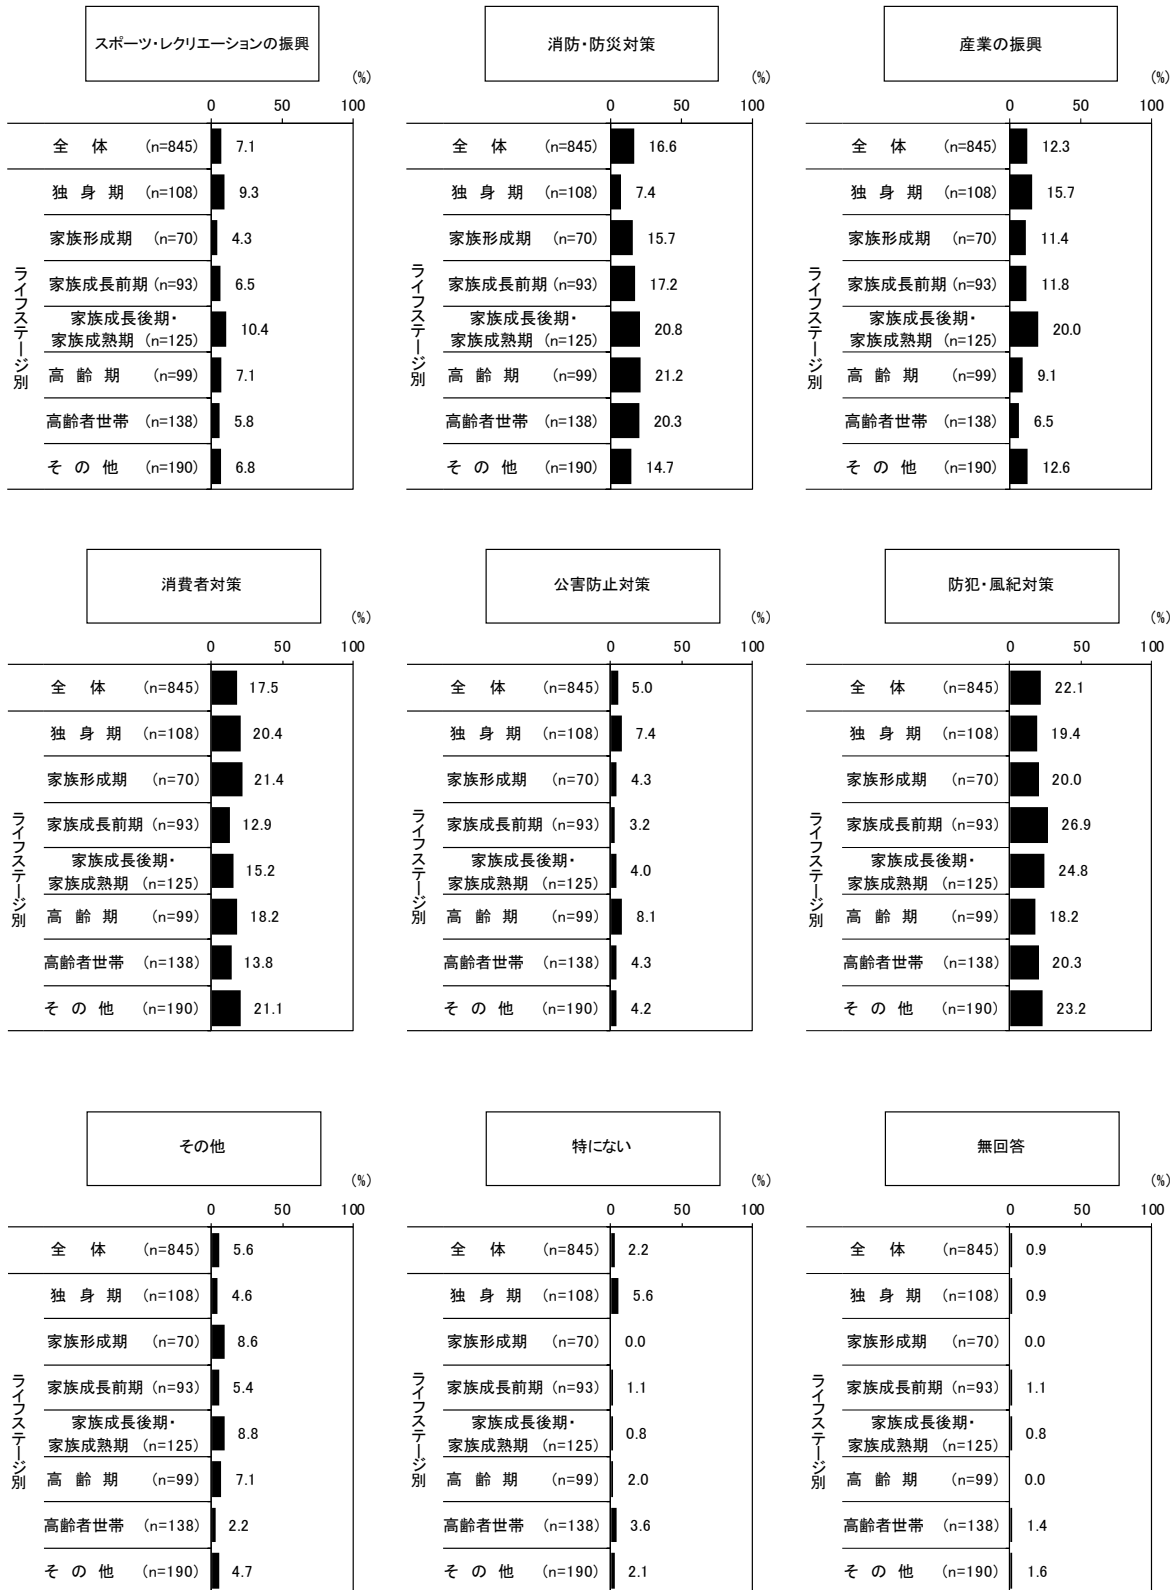 スポーツ・レクリエーションの振興
(%)
0 50 100
全体 (n=845) 7.1
ライフステージ別
独身期 (n=108) 9.3
家族形成期 (n=70) 4.3
家族成長前期 (n=93) 6.5
家族成長後期・
家族成熟期 (n=125) 10.4
高齢期 (n=99) 7.1
高齢者世帯 (n=138) 5.8
その他 (n=190) 6.8
消防・防災対策
(%)
0 50 100
全体 (n=845) 16.6
ライフステージ別
独身期 (n=108) 7.4
家族形成期 (n=70) 15.7
家族成長前期 (n=93) 17.2
家族成長後期・
家族成熟期 (n=125) 20.8
高齢期 (n=99) 21.2
高齢者世帯 (n=138) 20.3
その他 (n=190) 14.7
産業の振興
(%)
0 50 100
全体 (n=845) 12.3
ライフステージ別
独身期 (n=108) 15.7
家族形成期 (n=70) 11.4
家族成長前期 (n=93) 11.8
家族成長後期・
家族成熟期 (n=125) 20.0
高齢期 (n=99) 9.1
高齢者世帯 (n=138) 6.5
その他 (n=190) 12.6
消費者対策
(%)
0 50 100
全体 (n=845) 17.5
ライフステージ別
独身期 (n=108) 20.4
家族形成期 (n=70) 21.4
家族成長前期 (n=93) 12.9
家族成長後期・
家族成熟期 (n=125) 15.2
高齢期 (n=99) 18.2
高齢者世帯 (n=138) 13.8
その他 (n=190) 21.1
公害防止対策
(%)
0 50 100
全体 (n=845) 5.0
ライフステージ別
独身期 (n=108) 7.4
家族形成期 (n=70) 4.3
家族成長前期 (n=93) 3.2
家族成長後期・
家族成熟期 (n=125) 4.0
高齢期 (n=99) 8.1
高齢者世帯 (n=138) 4.3
その他 (n=190) 4.2
防犯・風紀対策
(%)
0 50 100
全体 (n=845) 22.1
ライフステージ別
独身期 (n=108) 19.4
家族形成期 (n=70) 20.0
家族成長前期 (n=93) 26.9
家族成長後期・
家族成熟期 (n=125) 24.8
高齢期 (n=99) 18.2
高齢者世帯 (n=138) 20.3
その他 (n=190) 23.2
その他
(%)
0 50 100
全体 (n=845) 5.6
ライフステージ別
独身期 (n=108) 4.6
家族形成期 (n=70) 8.6
家族成長前期 (n=93) 5.4
家族成長後期・
家族成熟期 (n=125) 8.8
高齢期 (n=99) 7.1
高齢者世帯 (n=138) 2.2
その他 (n=190) 4.7
特にない
(%)
0 50 100
全体 (n=845) 2.2
ライフステージ別
独身期 (n=108) 5.6
家族形成期 (n=70) 0.0
家族成長前期 (n=93) 1.1
家族成長後期・
家族成熟期 (n=125) 0.8
高齢期 (n=99) 2.0
高齢者世帯 (n=138) 3.6
その他 (n=190) 2.1
無回答
(%)
0 50 100
全体 (n=845) 0.9
ライフステージ別
独身期 (n=108) 0.9
家族形成期 (n=70) 0.0
家族成長前期 (n=93) 1.1
家族成長後期・
家族成熟期 (n=125) 0.8
高齢期 (n=99) 0.0
高齢者世帯 (n=138) 1.4
その他 (n=190) 1.6